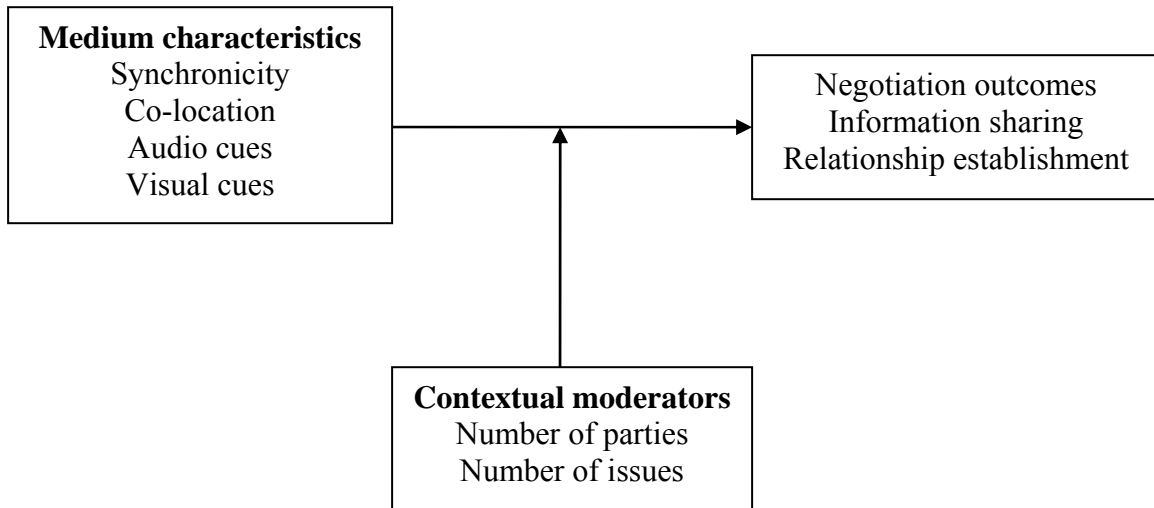 Medium characteristics
Synchronicity
Co-location
Audio cues
Visual cues
Negotiation outcomes
Information sharing
Relationship establishment
Contextual moderators
Number of parties
Number of issues